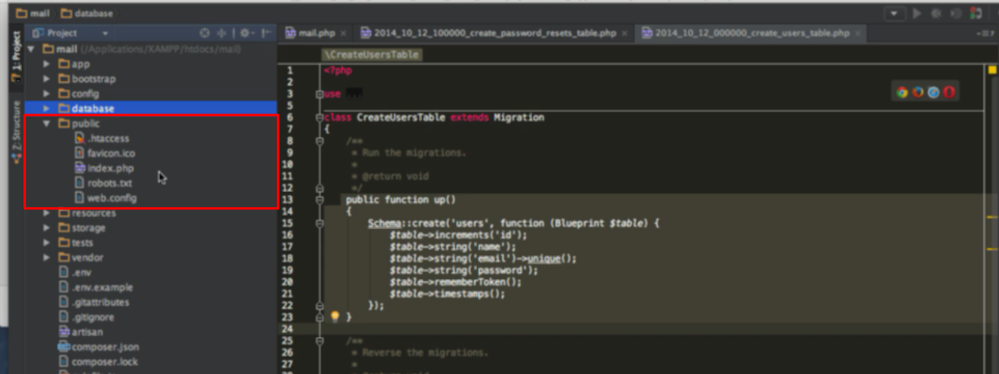 mail database
Project
mail.php
2014_10_12_100000_create_password_resets_table.php
2014_10_12_000000_create_users_table.php
1: Project
Z: Structure
mail (/Applications/XAMPP/htdocs/mail)
app
bootstrap
config
database
public
.htaccess
favicon.ico
index.php
robots.txt
web.config
resources
storage
tests
vendor
.env
.env.example
.gitattributes
.gitignore
artisan
composer.json
composer.lock
\CreateUsersTable
1 <?php
2
3 use ...
5
6 class CreateUsersTable extends Migration
7 {
8 /**
9 * Run the migrations.
10 *
11 * @return void
12 */
13 public function up()
14 {
15 Schema::create('users', function (Blueprint $table) {
16 $table->increments('id');
17 $table->string('name');
18 $table->string('email')->unique();
19 $table->string('password');
20 $table->rememberToken();
21 $table->timestamps();
22 });
23 }
24
25 /**
26 * Reverse the migrations.
27 *